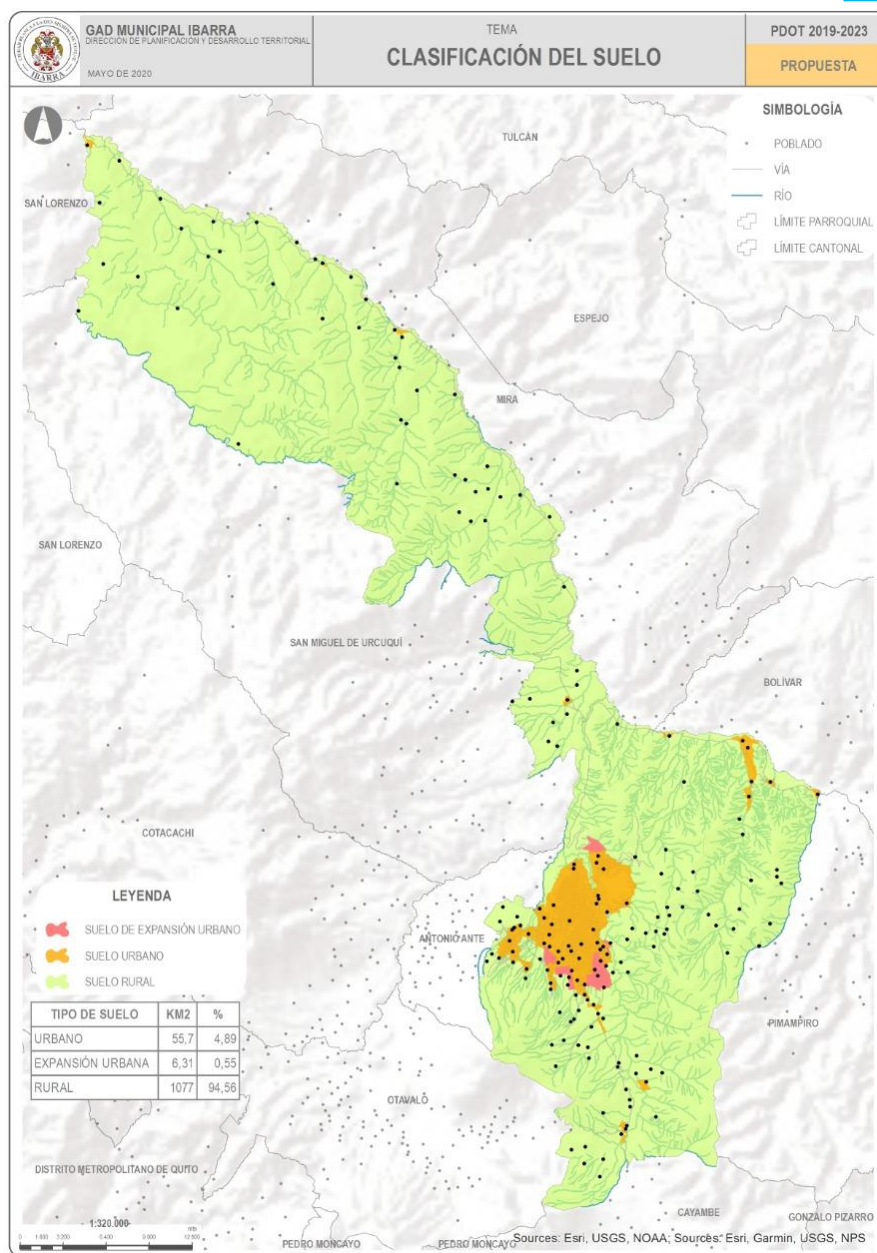 GAD MUNICIPAL IBARRA
DIRECCIÓN DE PLANIFICACIÓN Y DESARROLLO TERRITORIAL
MAYO DE 2020
IBARRA
TEMA
CLASIFICACIÓN DEL SUELO
PDOT 2019-2023
PROPUESTA
SIMBOLOGÍA
POBLADO
VÍA
RÍO
LÍMITE PARROQUIAL
LÍMITE CANTONAL
TULCÁN
SAN LORENZO
ESPEJO
MIRA
SAN LORENZO
SAN MIGUEL DE URCUQUÍ
BOLÍVAR
COTACACHI
ANTONIO ANTE
PIMAMPIRO
OTAVALO
DISTRITO METROPOLITANO DE QUITO
CAYAMBE
GONZALO PIZARRO
PEDRO MONCAYO
PEDRO MONCAYO
LEYENDA
SUELO DE EXPANSIÓN URBANO
SUELO URBANO
SUELO RURAL
TIPO DE SUELO KM2 %
URBANO 55,7 4,89
EXPANSIÓN URBANA 6,31 0,55
RURAL 1077 94,56
1:320.000
Sources: Esri, USGS, NOAA; Sources: Esri, Garmin, USGS, NPS